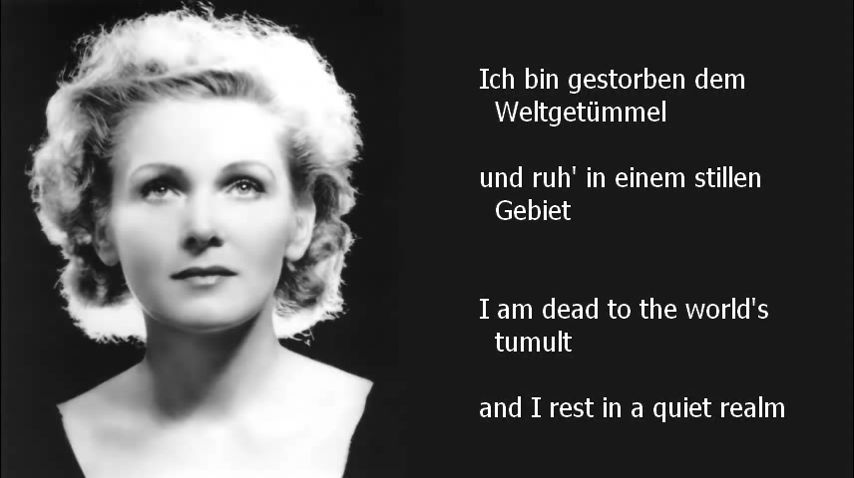 Ich bin gestorben dem
Weltgetümmel
und ruh' in einem stillen
Gebiet
I am dead to the world's
tumult
and I rest in a quiet realm